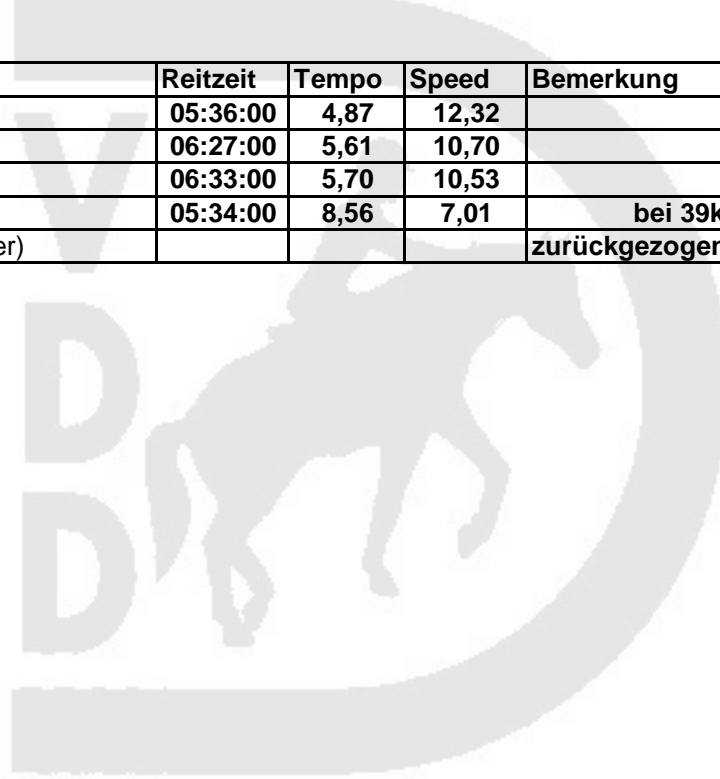 Reitzeit Tempo Speed Bemerkung
05:36:00 4,87 12,32
06:27:00 5,61 10,70
06:33:00 5,70 10,53
05:34:00 8,56 7,01 bei 39k
er) zurückgezogen
V
D
D